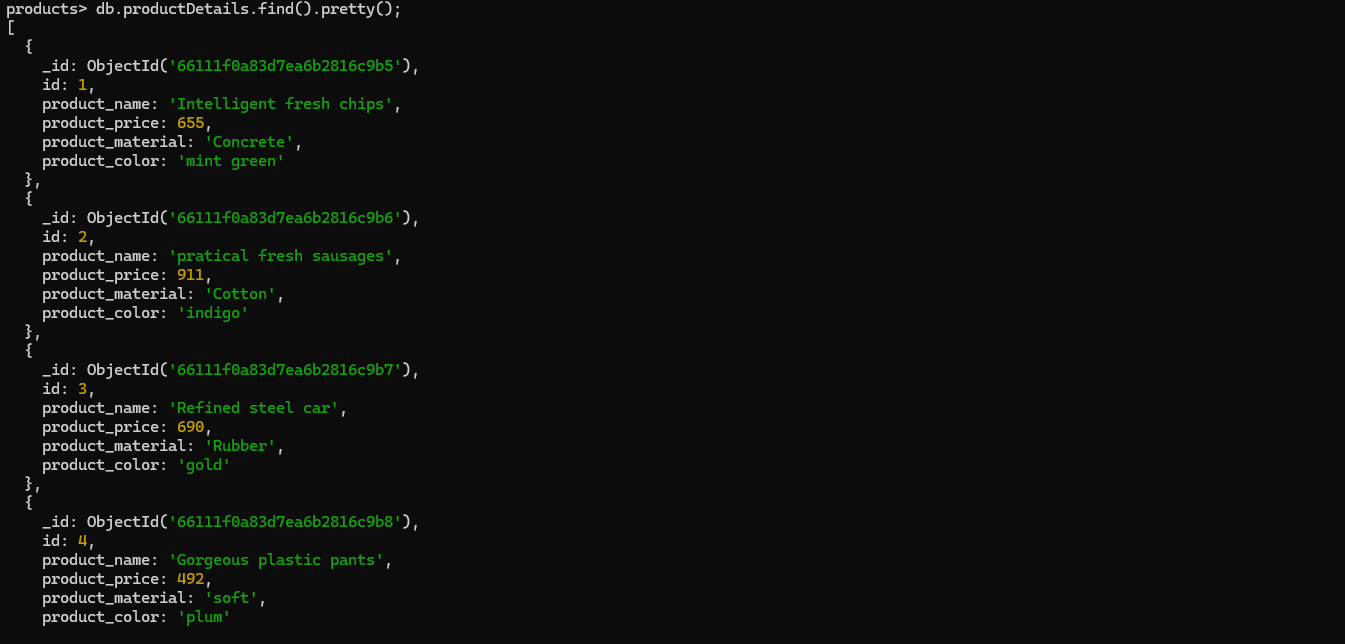 products> db.productDetails.find().pretty();
[
  {
    _id: ObjectId('66111f0a83d7ea6b2816c9b5'),
    id: 1,
    product_name: 'Intelligent fresh chips',
    product_price: 655,
    product_material: 'Concrete',
    product_color: 'mint green'
  },
  {
    _id: ObjectId('66111f0a83d7ea6b2816c9b6'),
    id: 2,
    product_name: 'pratical fresh sausages',
    product_price: 911,
    product_material: 'Cotton',
    product_color: 'indigo'
  },
  {
    _id: ObjectId('66111f0a83d7ea6b2816c9b7'),
    id: 3,
    product_name: 'Refined steel car',
    product_price: 690,
    product_material: 'Rubber',
    product_color: 'gold'
  },
  {
    _id: ObjectId('66111f0a83d7ea6b2816c9b8'),
    id: 4,
    product_name: 'Gorgeous plastic pants',
    product_price: 492,
    product_material: 'soft',
    product_color: 'plum'